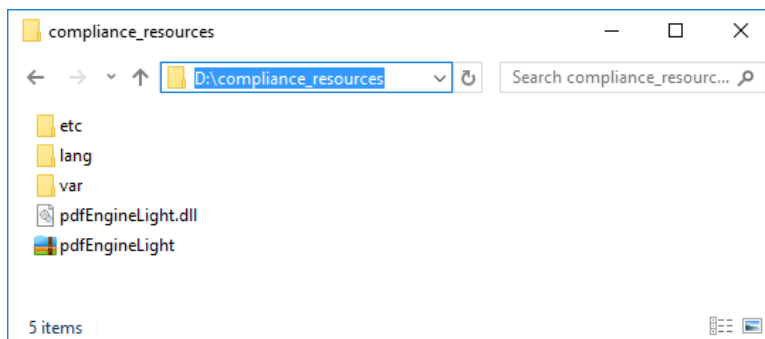 compliance_resources
D:\compliance_resources
Search compliance_resourc...
etc
lang
var
pdfEngineLight.dll
pdfEngineLight
5 items